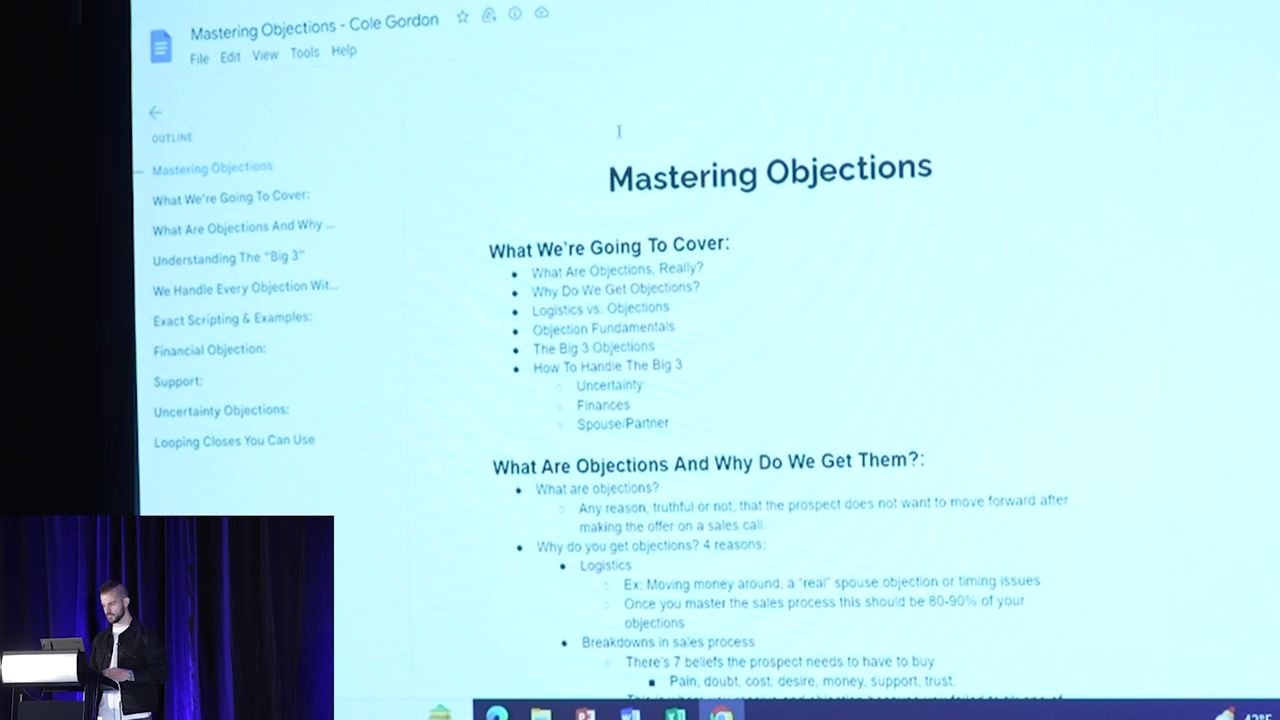 Mastering Objections - Cole Gordon
File Edit View Tools Help
OUTLINE
Mastering Objections
What We're Going To Cover:
What Are Objections And Why ...
Understanding The "Big 3"
We Handle Every Objection Wit...
Exact Scripting & Examples:
Financial Objection:
Support:
Uncertainty Objections:
Looping Closes You Can Use
Mastering Objections
What We're Going To Cover:
What Are Objections, Really?
Why Do We Get Objections?
Logistics vs. Objections
Objection Fundamentals
The Big 3 Objections
How To Handle The Big 3
Uncertainty
Finances
Spouse/Partner
What Are Objections And Why Do We Get Them?:
What are objections?
Any reason, truthful or not, that the prospect does not want to move forward after
making the offer on a sales call.
Why do you get objections? 4 reasons:
Logistics
Ex: Moving money around, a "real" spouse objection or timing issues
Once you master the sales process this should be 80-90% of your
objections
Breakdowns in sales process
There's 7 beliefs the prospect needs to have to buy
Pain, doubt, cost, desire, money, support, trust.